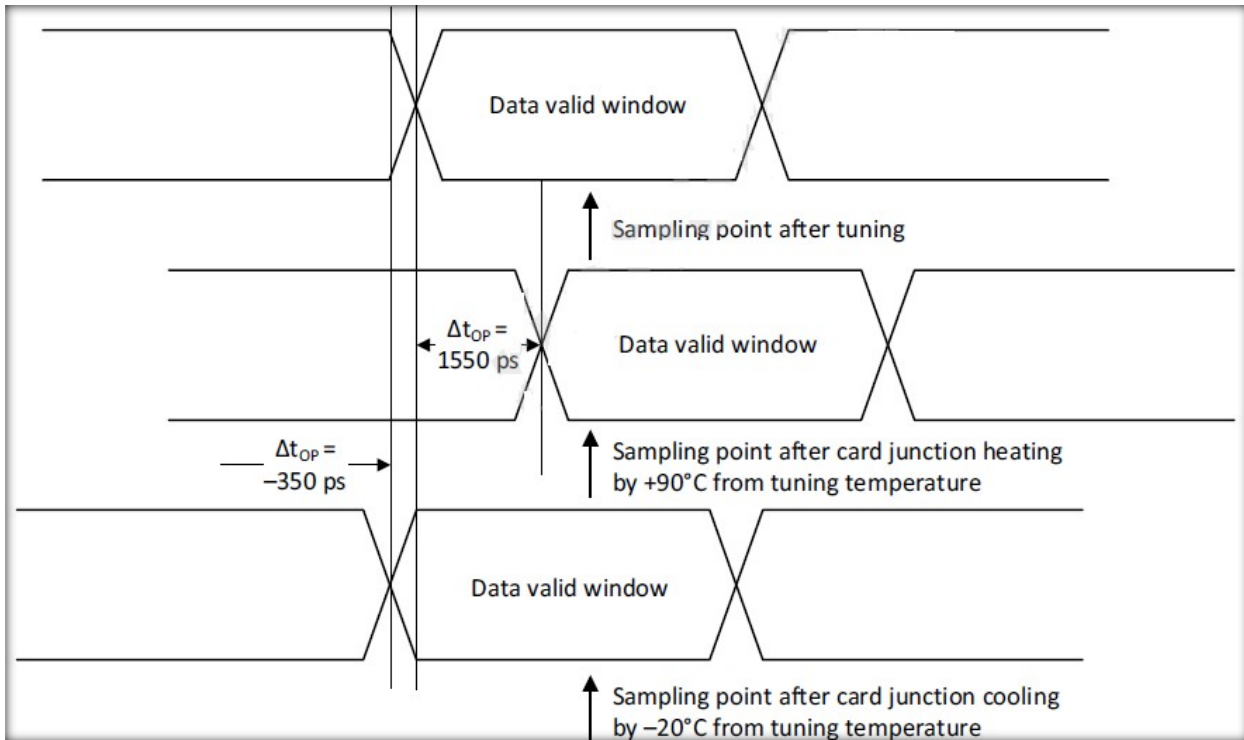 Data valid window
Sampling point after tuning
Δt_OP =
1550 ps
Data valid window
Δt_OP =
–350 ps
Sampling point after card junction heating
by +90°C from tuning temperature
Data valid window
Sampling point after card junction cooling
by –20°C from tuning temperature